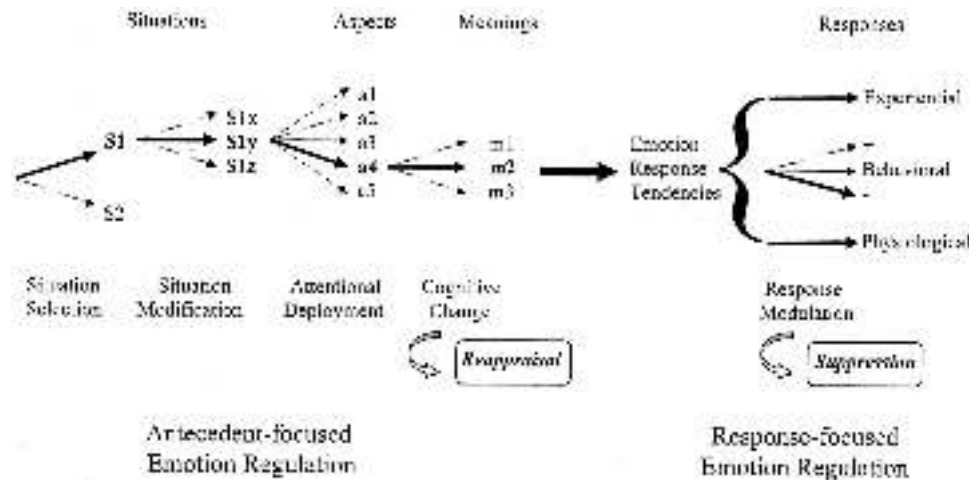 Situations Aspects Meanings Responses
a1
S1x a2 Experiential
S1 S1y a3 m1 Emotion
S1z a4 m2 Response Behavioral
a5 m3 Tendencies -
S2
Physiological
Situation Situation Attentional Cognitive Response
Selection Modification Deployment Change Modulation
Reappraisal Suppression
Antecedent-focused Response-focused
Emotion Regulation Emotion Regulation